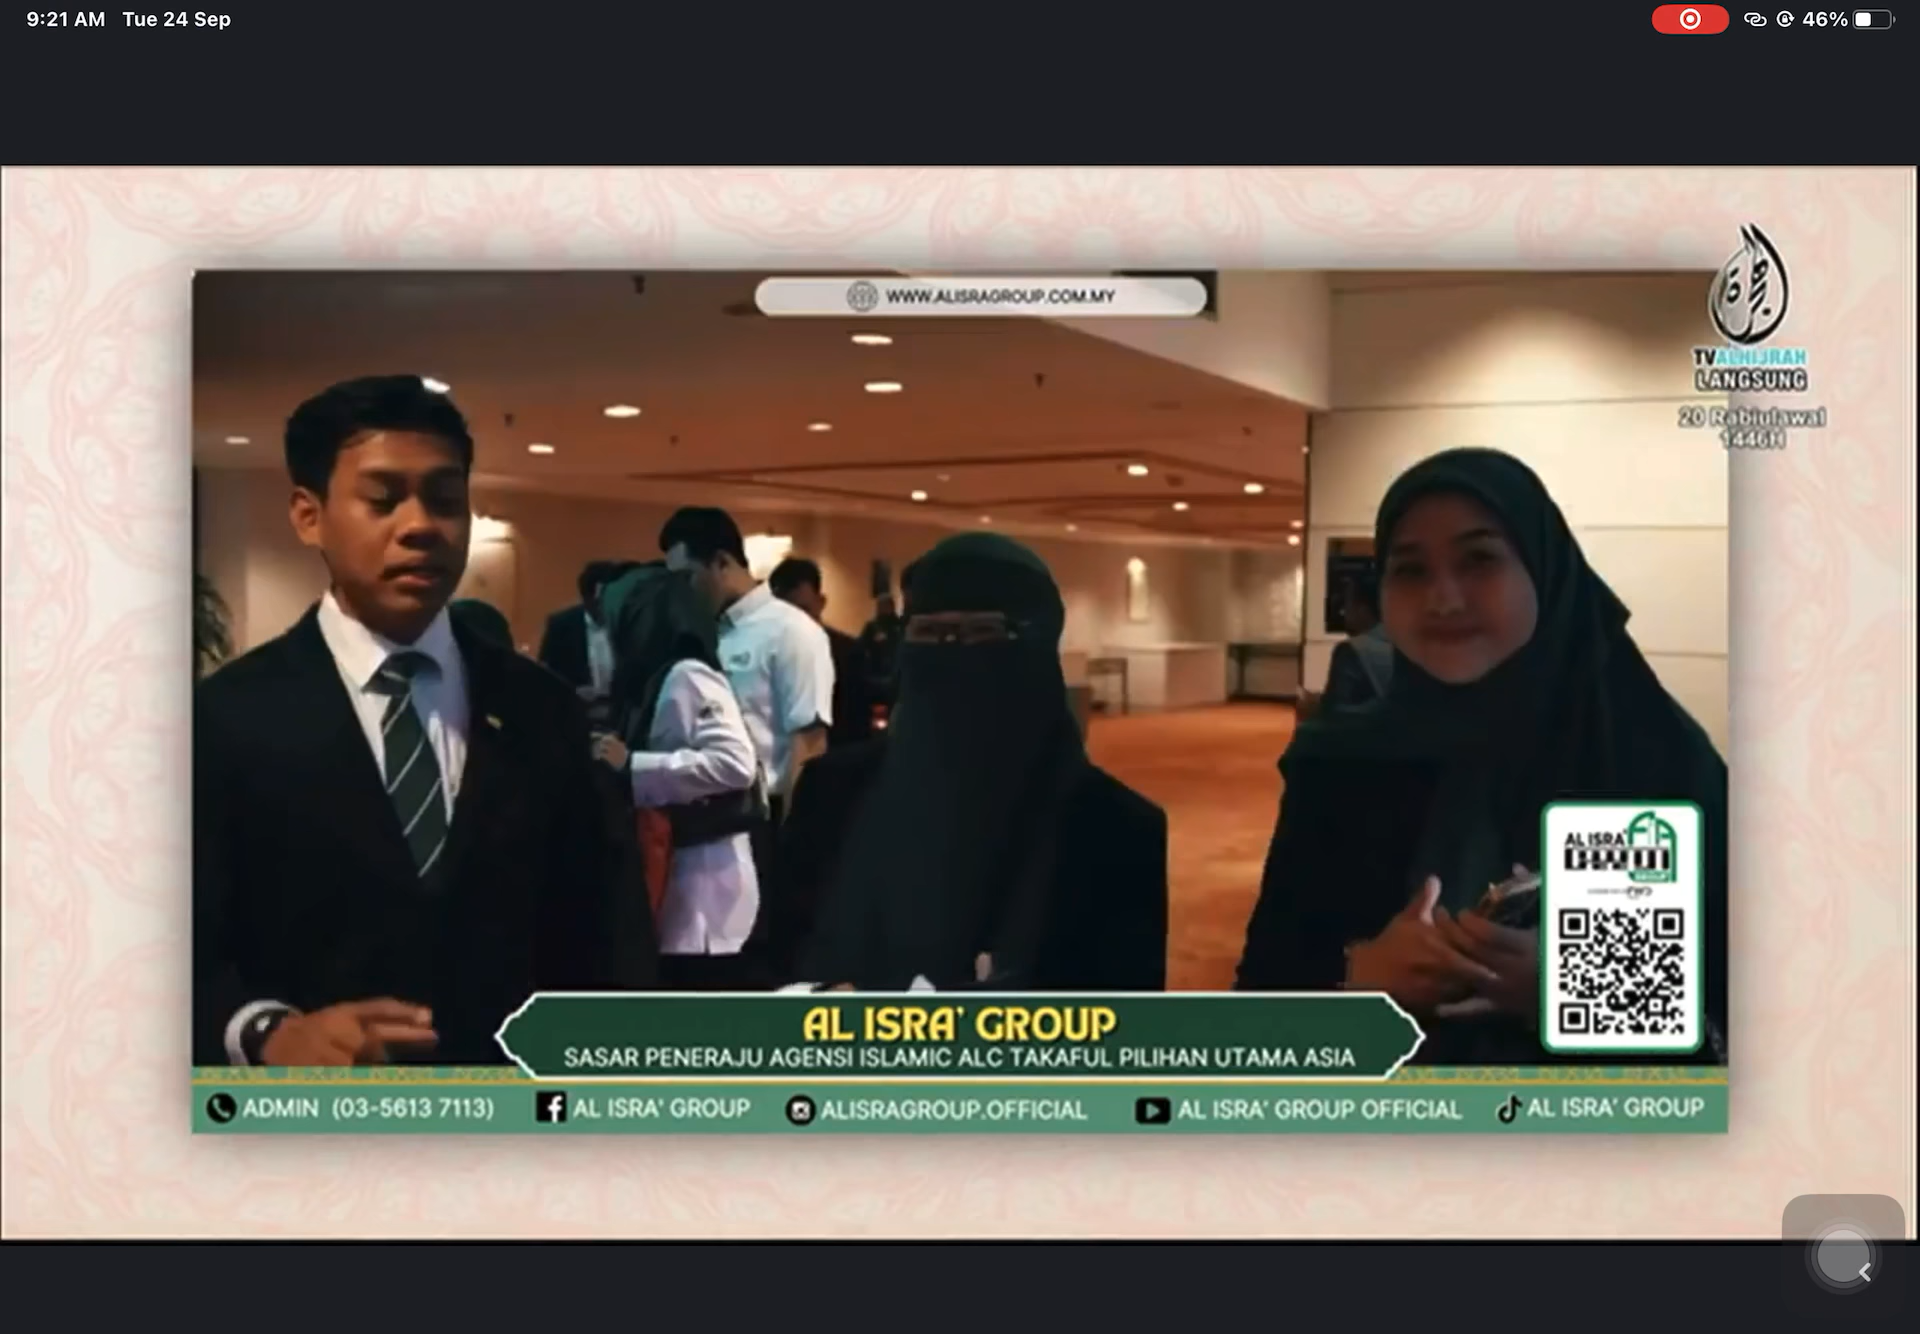 9:21 AM Tue 24 Sep
46%
WWW.ALISRAGROUP.COM.MY
TVALHIJRAH
LANGSUNG
20 Rabiulawal
1446H
AL ISRA'
GROUP
AL ISRA' GROUP
SASAR PENERAJU AGENSI ISLAMIC ALC TAKAFUL PILIHAN UTAMA ASIA
ADMIN (03-5613 7113) AL ISRA' GROUP ALISRAGROUP.OFFICIAL AL ISRA' GROUP OFFICIAL AL ISRA' GROUP